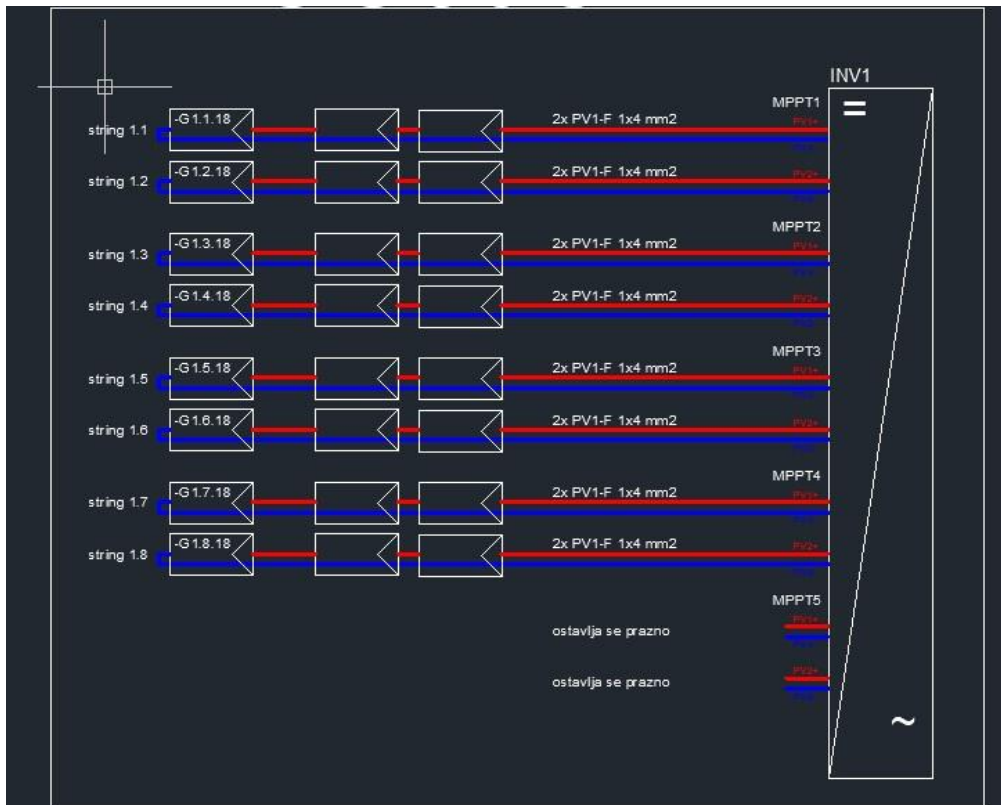 INV1
MPPT1
string 1.1
-G1.1.18
2x PV1-F 1x4 mm2
PV1+
string 1.2
-G1.2.18
2x PV1-F 1x4 mm2
PV2+
MPPT2
string 1.3
-G1.3.18
2x PV1-F 1x4 mm2
PV1+
string 1.4
-G1.4.18
2x PV1-F 1x4 mm2
PV2+
MPPT3
string 1.5
-G1.5.18
2x PV1-F 1x4 mm2
PV1+
string 1.6
-G1.6.18
2x PV1-F 1x4 mm2
PV2+
MPPT4
string 1.7
-G1.7.18
2x PV1-F 1x4 mm2
PV1+
string 1.8
-G1.8.18
2x PV1-F 1x4 mm2
PV2+
MPPT5
ostavlja se prazno
PV1+
ostavlja se prazno
PV2+